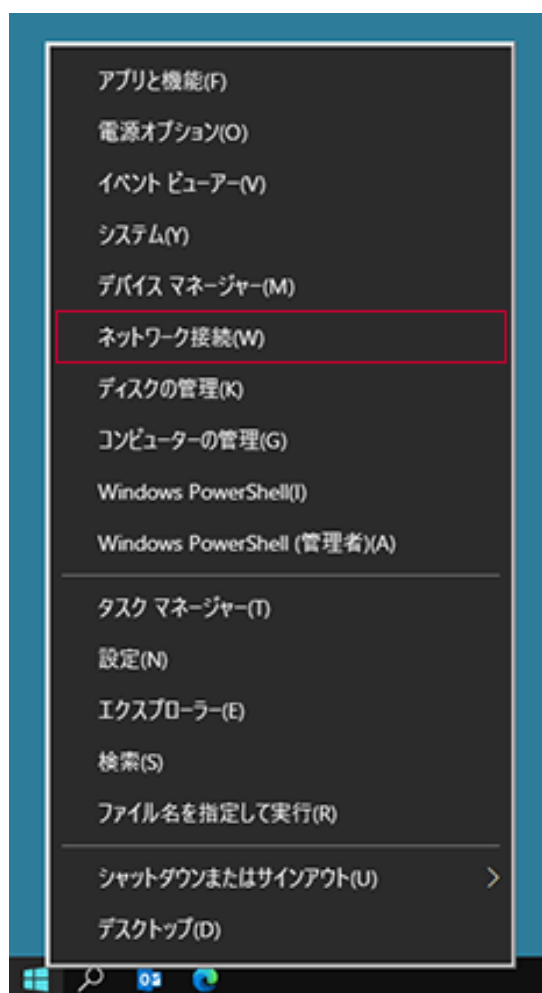 アプリと機能(F)
電源オプション(O)
イベント ビューアー(V)
システム(Y)
デバイス マネージャー(M)
ネットワーク接続(W)
ディスクの管理(K)
コンピューターの管理(G)
Windows PowerShell(I)
Windows PowerShell (管理者)(A)
タスク マネージャー(T)
設定(N)
エクスプローラー(E)
検索(S)
ファイル名を指定して実行(R)
シャットダウンまたはサインアウト(U)
デスクトップ(D)